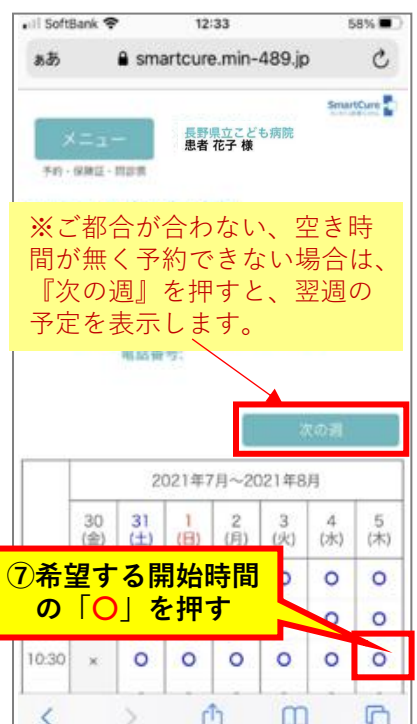 SoftBank 12:33 58%
ああ smartcure.min-489.jp
SmartCure
メニュー
長野県立こども病院
患者 花子 様
予約・保険証・問診票
※ご都合が合わない、空き時
間が無く予約できない場合は、
『次の週』を押すと、翌週の
予定を表示します。
電話番号:
次の週
2021年7月～2021年8月
30 31 1 2 3 4 5
(金) (土) (日) (月) (火) (水) (木)
⑦希望する開始時間
の「〇」を押す
10:30 × ○ ○ ○ ○ ○ ○